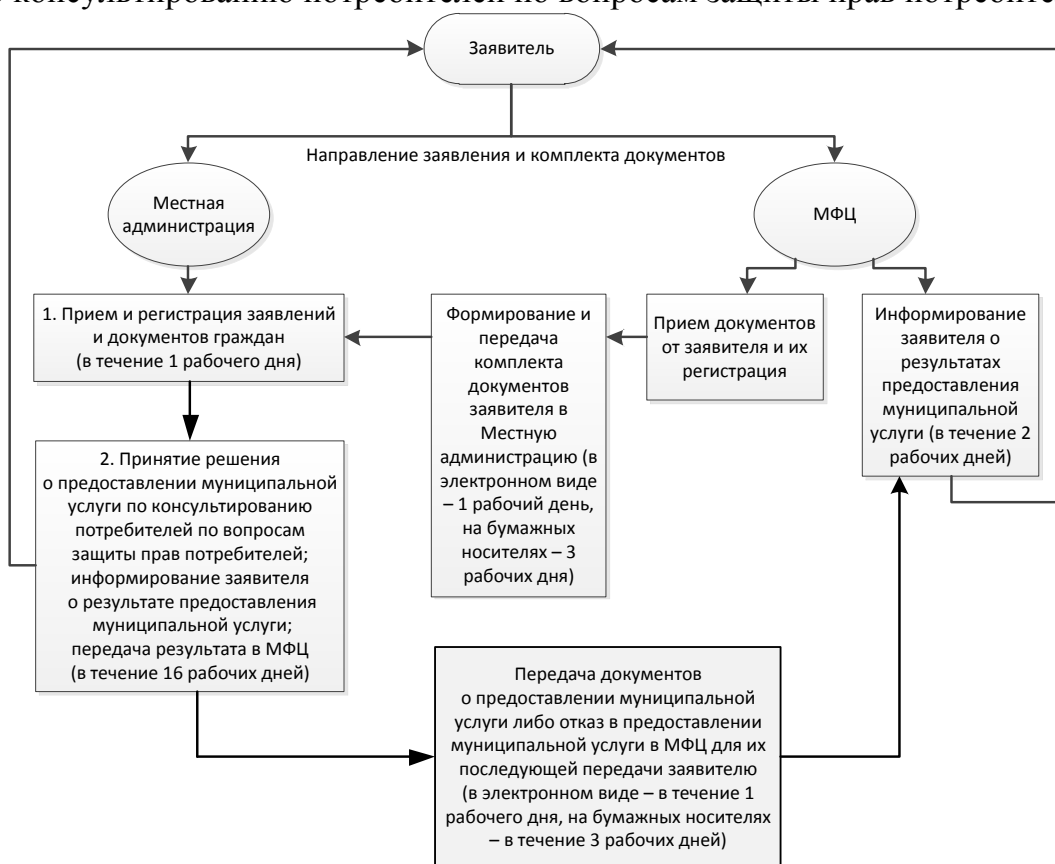 консультированию потребителей по вопросам защиты прав
Заявитель
Направление заявления и комплекта документов
Местная
администрация
МФЦ
1. Прием и регистрация заявлений
и документов граждан
(в течение 1 рабочего дня)
Формирование и
передача
комплекта
документов
заявителя в
Местную
администрацию (в
электронном виде
– 1 рабочий день,
на бумажных
носителях – 3
рабочих дня)
Прием документов
от заявителя и их
регистрация
Информирование
заявителя о
результатах
предоставления
муниципальной
услуги (в течение 2
рабочих дней)
2. Принятие решения
о предоставлении муниципальной
услуги по консультированию
потребителей по вопросам
защиты прав потребителей;
информирование заявителя
о результате предоставления
муниципальной услуги;
передача результата в МФЦ
(в течение 16 рабочих дней)
Передача документов
о предоставлении муниципальной
услуги либо отказ в предоставлении
муниципальной услуги в МФЦ для их
последующей передачи заявителю
(в электронном виде – в течение 1
рабочего дня, на бумажных носителях
– в течение 3 рабочих дней)